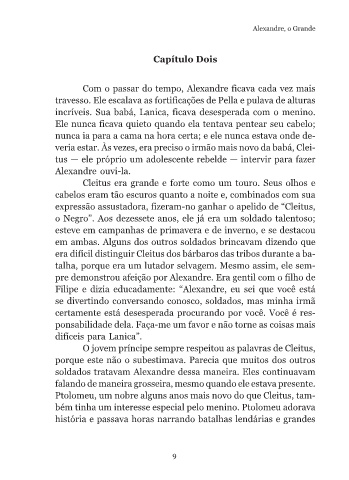 Alexandre, o Grande
Capítulo Dois
Com o passar do tempo, Alexandre ficava cada vez mais
travesso. Ele escalava as fortificações de Pella e pulava de alturas
incríveis. Sua babá, Lanica, ficava desesperada com o menino.
Ele nunca ficava quieto quando ela tentava pentear seu cabelo;
nunca ia para a cama na hora certa; e ele nunca estava onde de-
veria estar. Às vezes, era preciso o irmão mais novo da babá, Clei-
tus — ele próprio um adolescente rebelde — intervir para fazer
Alexandre ouvi-la.
Cleitus era grande e forte como um touro. Seus olhos e
cabelos eram tão escuros quanto a noite e, combinados com sua
expressão assustadora, fizeram-no ganhar o apelido de “Cleitus,
o Negro”. Aos dezessete anos, ele já era um soldado talentoso;
esteve em campanhas de primavera e de inverno, e se destacou
em ambas. Alguns dos outros soldados brincavam dizendo que
era difícil distinguir Cleitus dos bárbaros das tribos durante a ba-
talha, porque era um lutador selvagem. Mesmo assim, ele sem-
pre demonstrou afeição por Alexandre. Era gentil com o filho de
Filipe e dizia educadamente: “Alexandre, eu sei que você está
se divertindo conversando conosco, soldados, mas minha irmã
certamente está desesperada procurando por você. Você é res-
ponsabilidade dela. Faça-me um favor e não torne as coisas mais
difíceis para Lanica”.
O jovem príncipe sempre respeitou as palavras de Cleitus,
porque este não o subestimava. Parecia que muitos dos outros
soldados tratavam Alexandre dessa maneira. Eles continuavam
falando de maneira grosseira, mesmo quando ele estava presente.
Ptolomeu, um nobre alguns anos mais novo do que Cleitus, tam-
bém tinha um interesse especial pelo menino. Ptolomeu adorava
história e passava horas narrando batalhas lendárias e grandes
9